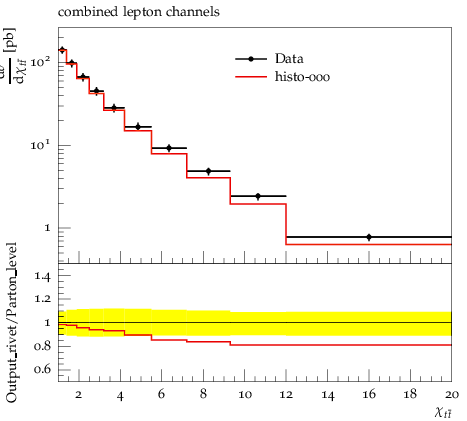 combined lepton channels
dσ
dχtt̄ [pb]
10²
10¹
1
Data
histo-000
Output_rivet/Parton_level
1.4
1.2
1
0.8
0.6
2 4 6 8 10 12 14 16 18 20
χtt̄